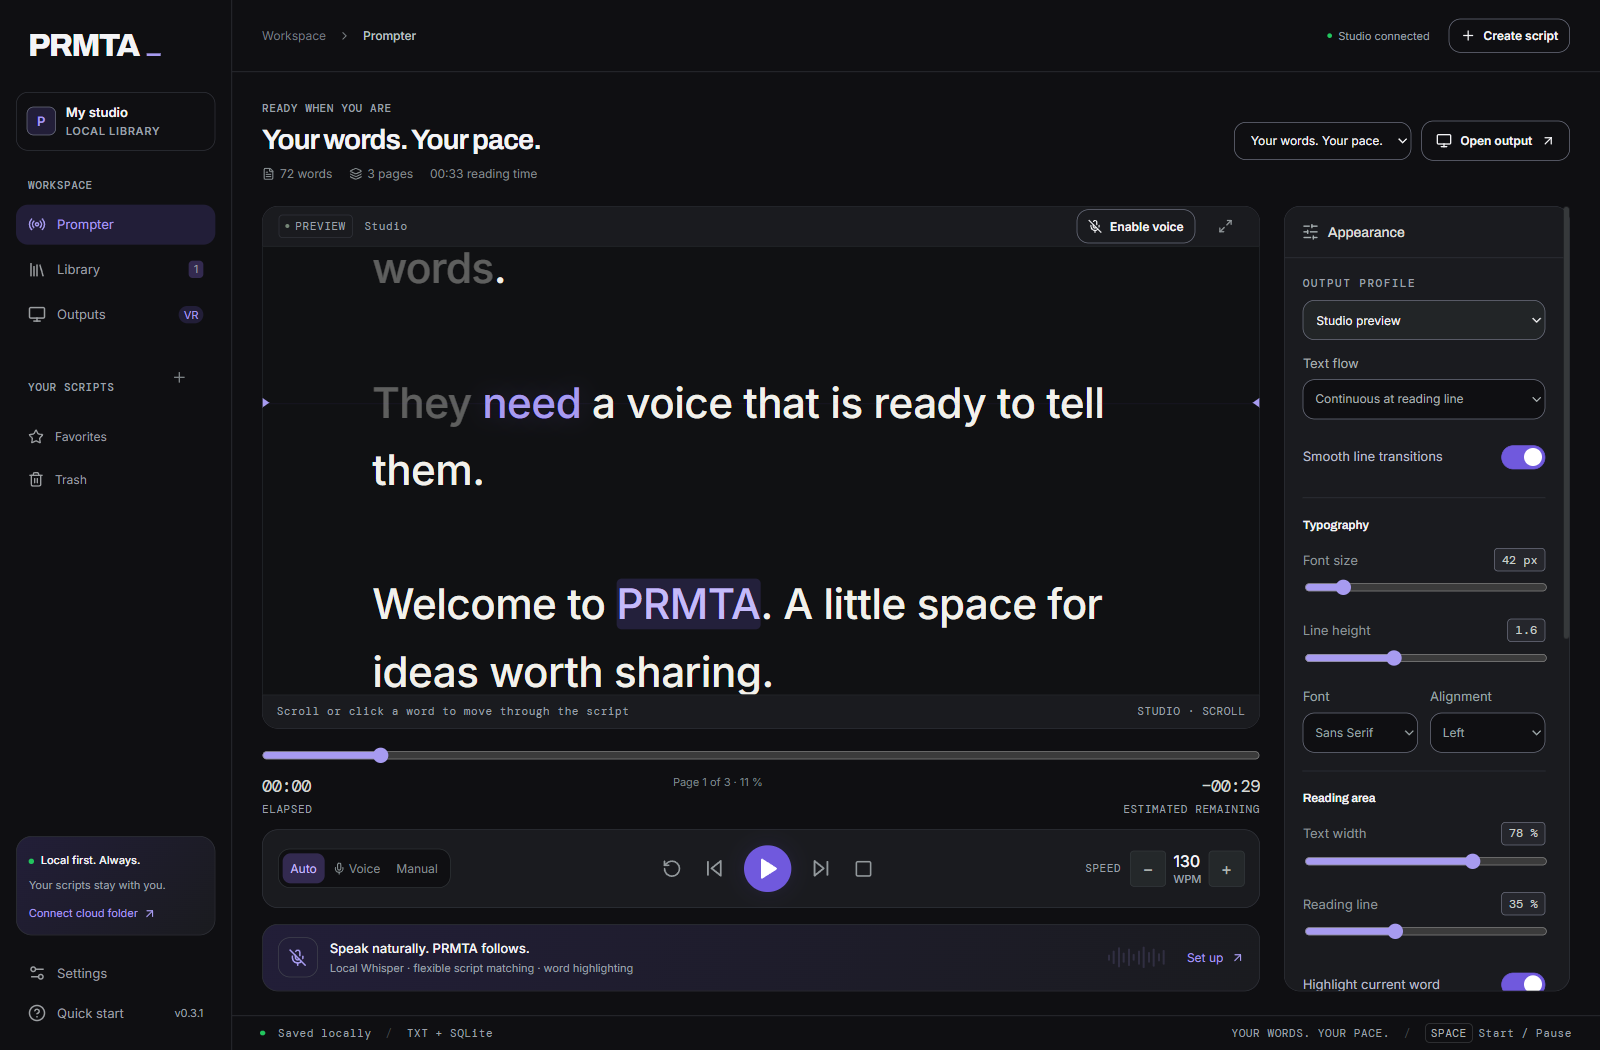 PRMTA _
P
My studio
LOCAL LIBRARY
WORKSPACE
Prompter
Library
1
Outputs
VR
YOUR SCRIPTS
+
Favorites
Trash
Local first. Always.
Your scripts stay with you.
Connect cloud folder
Settings
Quick start
v0.3.1
Workspace
Prompter
Studio connected
+ Create script
READY WHEN YOU ARE
Your words. Your pace.
72 words
3 pages
00:33 reading time
Your words. Your pace.
Open output
PREVIEW
Studio
Enable voice
words.
They need a voice that is ready to tell
them.
Welcome to PRMTA. A little space for
ideas worth sharing.
Scroll or click a word to move through the script
STUDIO · SCROLL
00:00
Page 1 of 3 · 11 %
−00:29
ELAPSED
ESTIMATED REMAINING
Auto
Voice
Manual
SPEED
−
130
WPM
+
Speak naturally. PRMTA follows.
Local Whisper · flexible script matching · word highlighting
Set up
Appearance
OUTPUT PROFILE
Studio preview
Text flow
Continuous at reading line
Smooth line transitions
Typography
Font size
42 px
Line height
1.6
Font
Alignment
Sans Serif
Left
Reading area
Text width
78 %
Reading line
35 %
Highlight current word
Saved locally / TXT + SQLite
YOUR WORDS. YOUR PACE. / SPACE Start / Pause